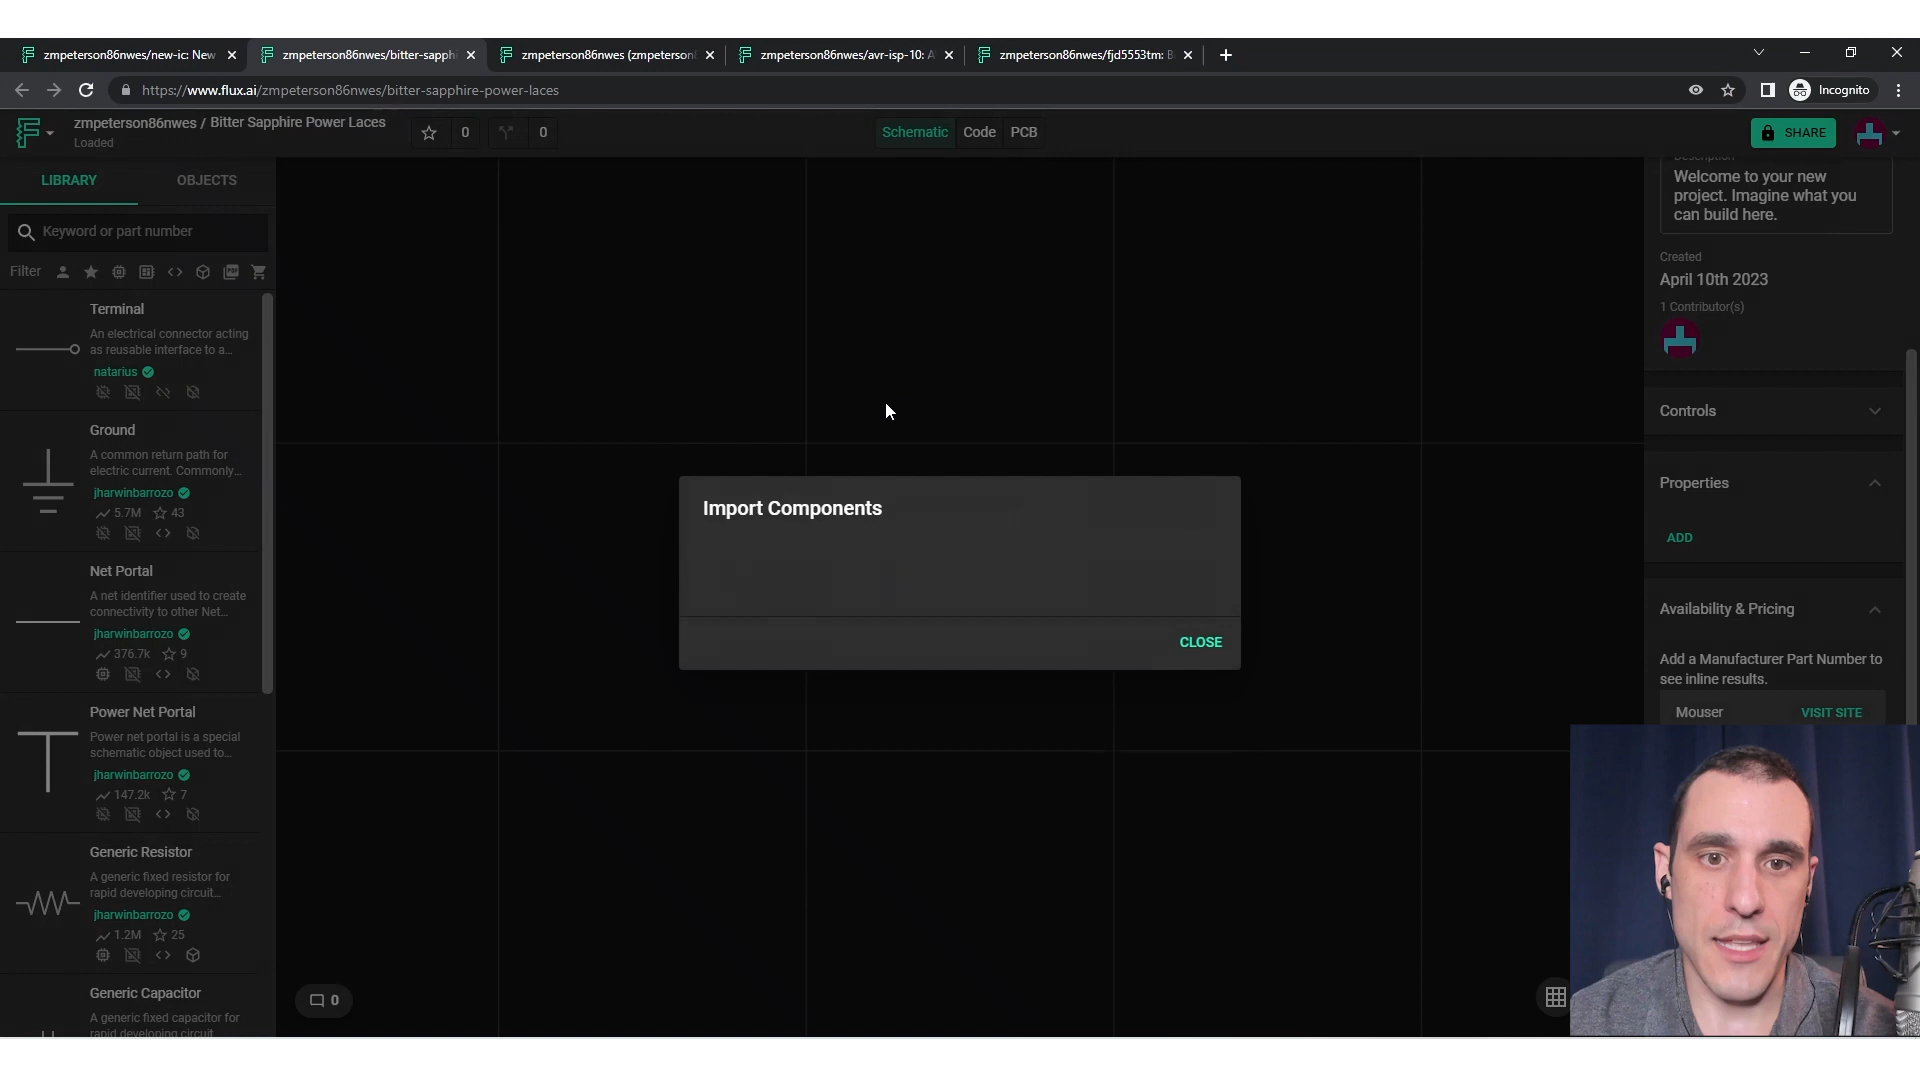 zmpeterson86nwes/new-ic: New
zmpeterson86nwes/bitter-sapph
zmpeterson86nwes (zmpeterson
zmpeterson86nwes/avr-isp-10: A
zmpeterson86nwes/fjd5553tm: B
https://www.flux.ai/zmpeterson86nwes/bitter-sapphire-power-laces
Incognito
zmpeterson86nwes / Bitter Sapphire Power Laces
Loaded
0
0
Schematic
Code
PCB
SHARE
LIBRARY
OBJECTS
Keyword or part number
Filter
Terminal
An electrical connector acting
as reusable interface to a...
natarius
Ground
A common return path for
electric current. Commonly...
jharwinbarrozo
5.7M
43
Net Portal
A net identifier used to create
connectivity to other Net...
jharwinbarrozo
376.7k
9
Power Net Portal
Power net portal is a special
schematic object used to...
jharwinbarrozo
147.2k
7
Generic Resistor
A generic fixed resistor for
rapid developing circuit...
jharwinbarrozo
1.2M
25
Generic Capacitor
A generic fixed capacitor for
rapid developing circuit
Import Components
CLOSE
0
Description
Welcome to your new
project. Imagine what you
can build here.
Created
April 10th 2023
1 Contributor(s)
Controls
Properties
ADD
Availability & Pricing
Add a Manufacturer Part Number to
see inline results.
Mouser
VISIT SITE